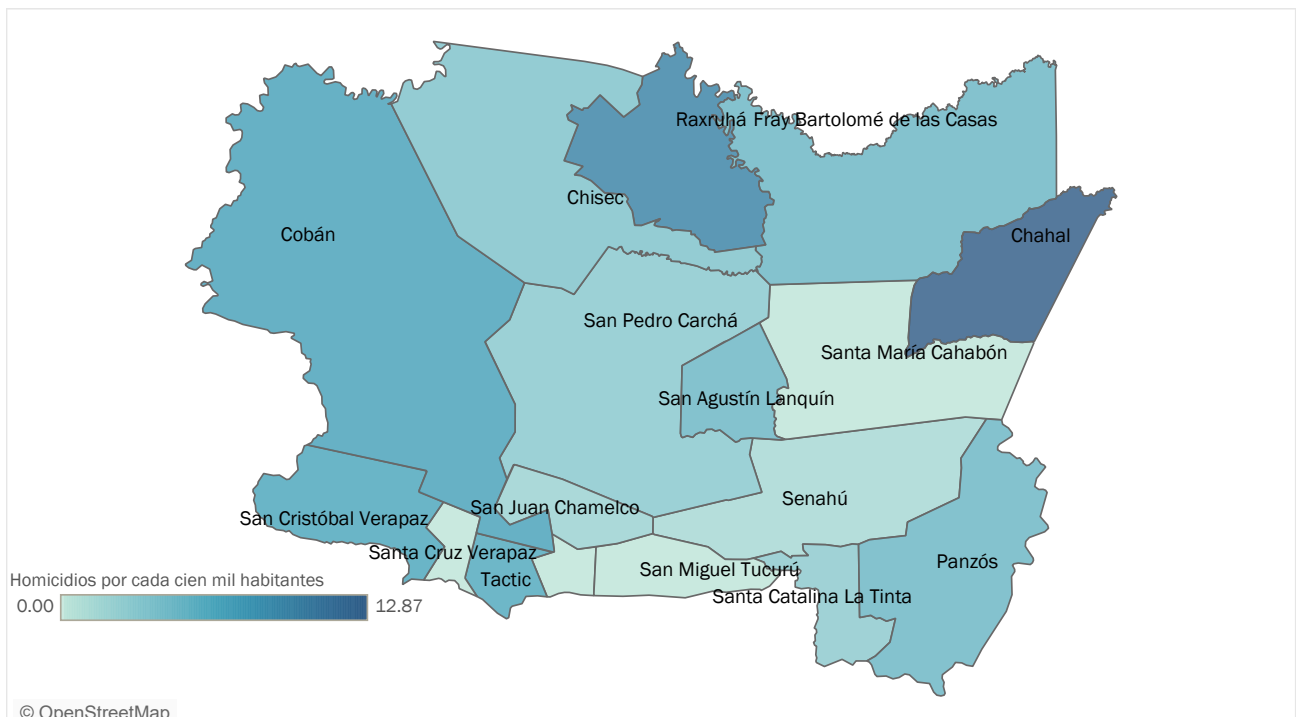 Raxruhá Fray Bartolomé de las Casas
Chisec
Cobán
Chahal
San Pedro Carchá
Santa María Cahabón
San Agustín Lanquín
Senahú
San Juan Chamelco
San Cristóbal Verapaz
Santa Cruz Verapaz
Panzós
San Miguel Tucurú
Tactic
Santa Catalina La Tinta
Homicidios por cada cien mil habitantes
0.00 12.87
© OpenStreetMap